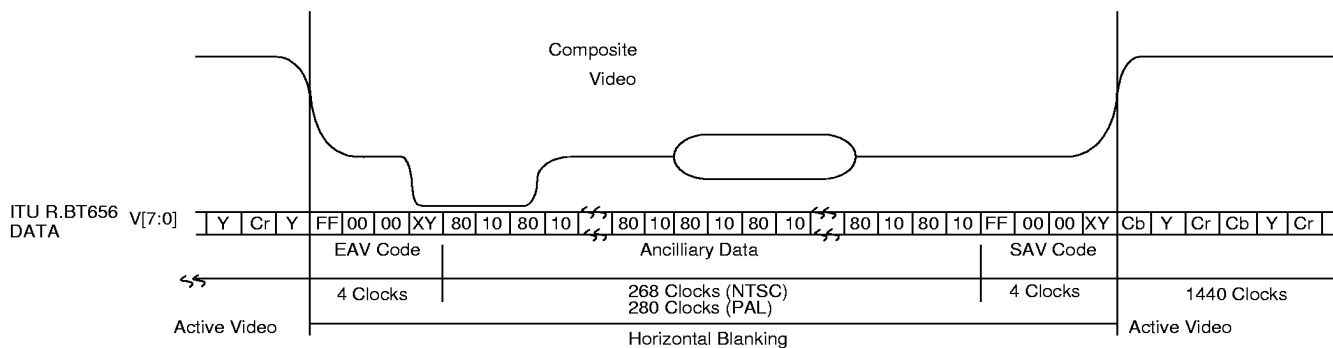 Composite
Video
ITU R.BT656
DATA
V[7:0]
Y Cr Y FF 00 00 XY 80 10 80 10 80 10 80 10 80 10 80 10 80 10 FF 00 00 XY Cb Y Cr Cb Y Cr
EAV Code
Ancilliary Data
SAV Code
4 Clocks
268 Clocks (NTSC)
280 Clocks (PAL)
4 Clocks
1440 Clocks
Active Video
Horizontal Blanking
Active Video